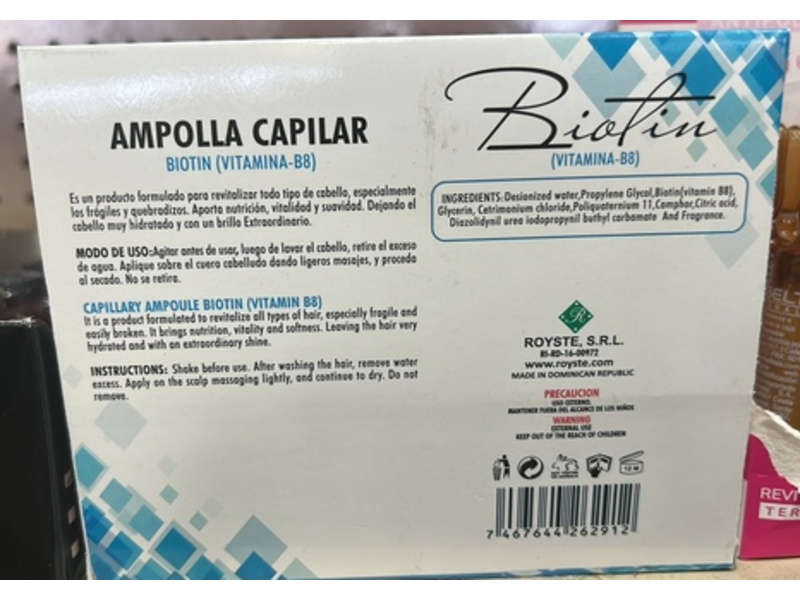 AMPOLLA CAPILAR
BIOTIN (VITAMINA-B8)
Es un producto formulado para revitalizar todo tipo de cabello, especialmente
los frágiles y quebrodizos. Aporta nutrición, vitalidad y suavidad. Dejando el
cabello muy hidratado y con un brillo Extraordinario.
MODO DE USO:Agitar antes de usar, luego de lavar el cabello, retire el exceso
de agua. Aplique sobre el cuero cabelludo dando ligeros masajes, y proceda
al secado. No se retira.
CAPILLARY AMPOULE BIOTIN (VITAMIN B8)
It is a product formulated to revitalize all types of hair, especially fragile and
easily broken. It brings nutrition, vitality and softness. Leaving the hair very
hydrated and with an extraordinary shine.
INSTRUCTIONS: Shake before use. After washing the hair, remove water
excess. Apply on the scalp massaging lightly, and continue to dry. Do not
remove.
Biotin
(VITAMINA-B8)
INGREDIENTS:Desionized water,Propylene Glycol,Biotin(vitamin B8),
Glycerin, Cetrimonium chloride,Poliquaternium 11,Camphor,Citric acid,
Diazolidynil urea iodopropynil buthyl carbamate And Fragrance.
R
ROYSTE, S.R.L.
RI-RD-16-00972
www.royste.com
MADE IN DOMINICAN REPUBLIC
PRECAUCION
USO EXTERNO.
MANTENER FUERA DEL ALCANCE DE LOS NIÑOS
WARNING
EXTERNAL USE
KEEP OUT OF THE REACH OF CHILDREN
12 M
7 467644 262912
REVI
TER